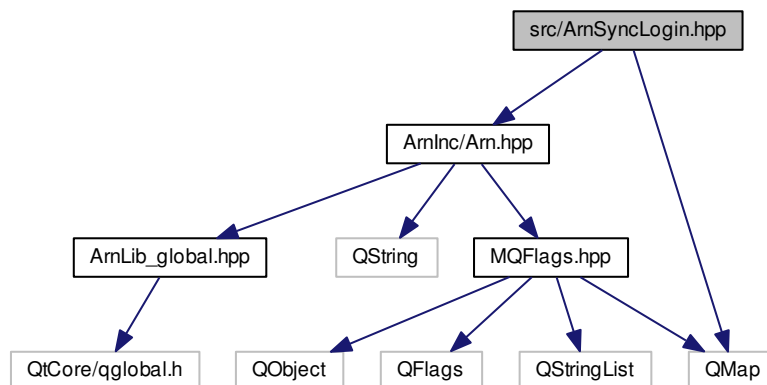 src/ArnSyncLogin.hpp
ArnInc/Arn.hpp
ArnLib_global.hpp
QString
MQFlags.hpp
QtCore/qglobal.h
QObject
QFlags
QStringList
QMap